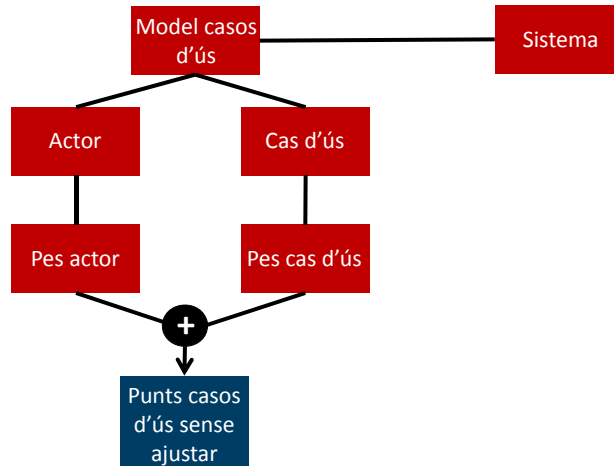 Model casos
d'ús
Sistema
Actor
Cas d'ús
Pes actor
Pes cas d'ús
+
Punts casos
d'ús sense
ajustar